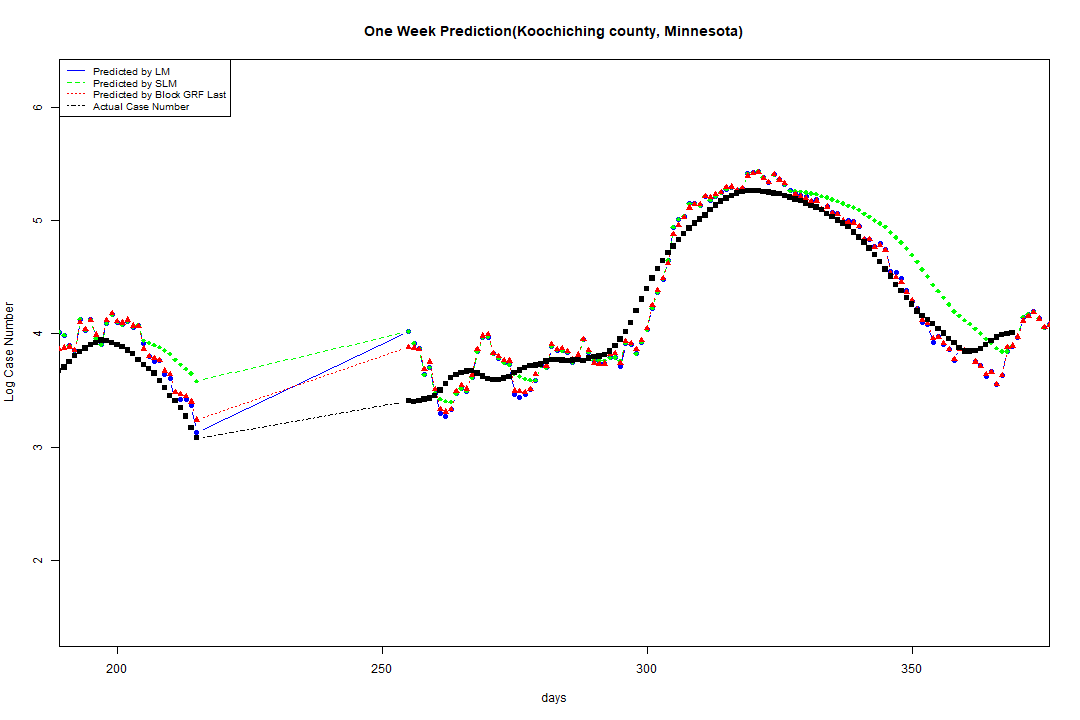 One Week Prediction(Koochiching county, Minnesota)
Predicted by LM
Predicted by SLM
Predicted by Block GRF Last
Actual Case Number
6
5
4
3
2
Log Case Number
200 250 300 350
days